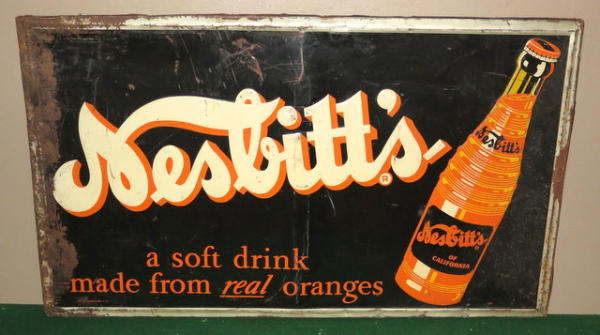 Nesbitt's
®
a soft drink
made from real oranges
Nesbitt's
Nesbitt's
OF
CALIFORNIA